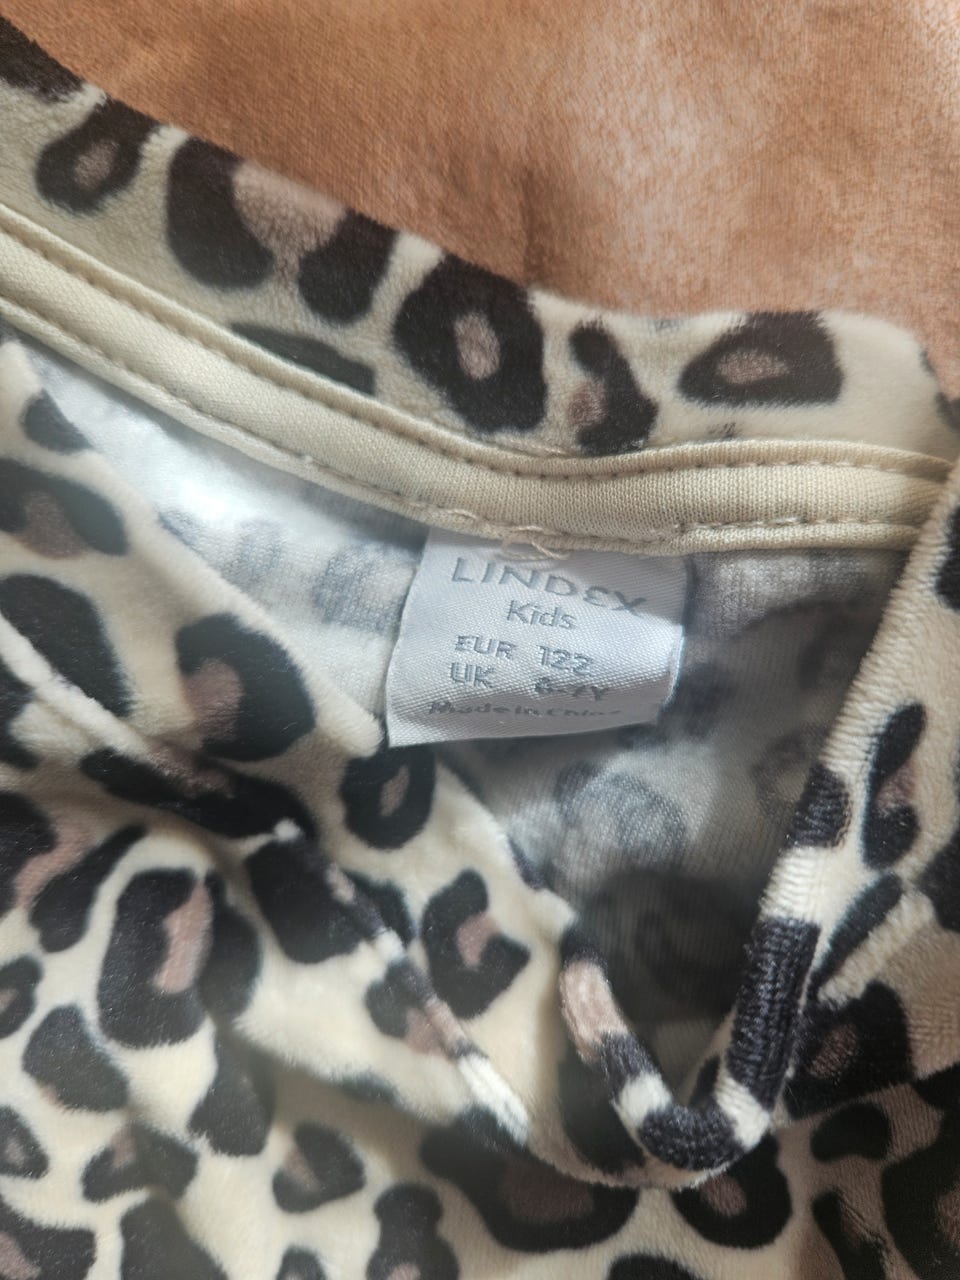 LINDEX
Kids
EUR 122
UK 6-7Y
Made in China